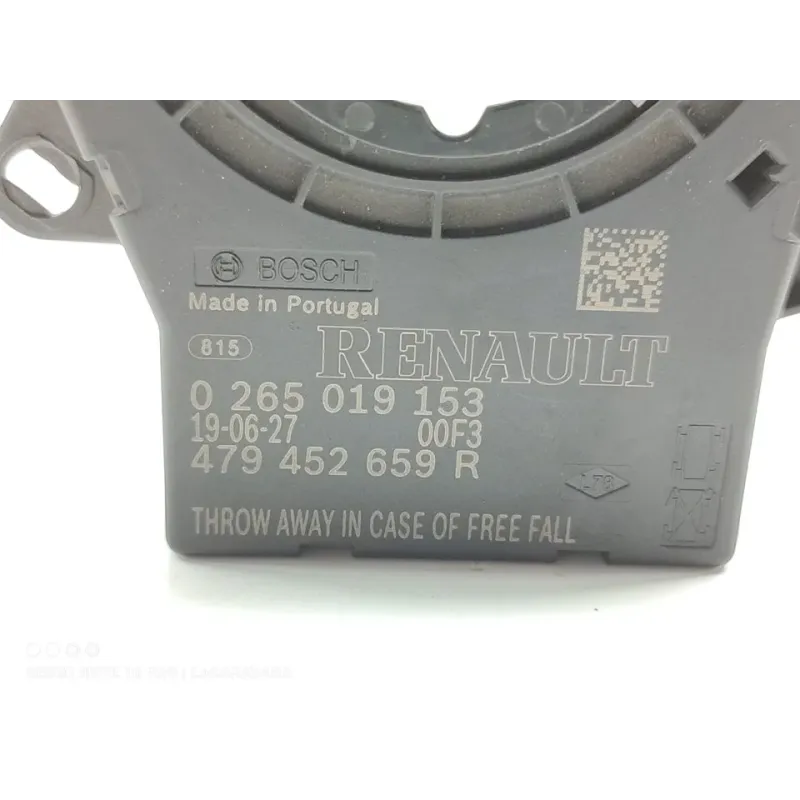 BOSCH
Made in Portugal
815 RENAULT
0 265 019 153
19-06-27 00F3
479 452 659 R
THROW AWAY IN CASE OF FREE FALL